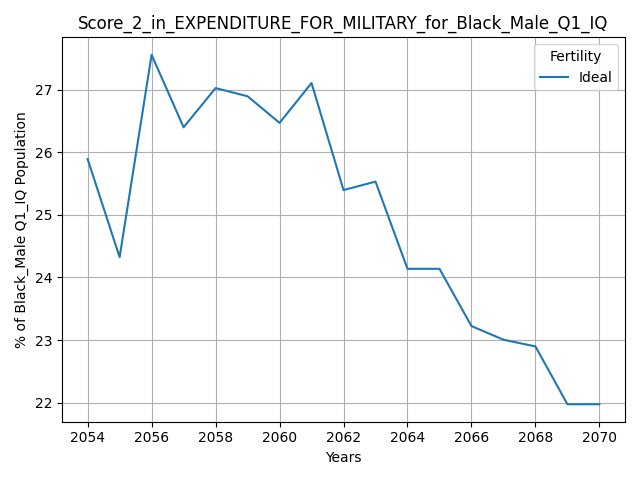 Score_2_in_EXPENDITURE_FOR_MILITARY_for_Black_Male_Q1_IQ
Fertility
Ideal
% of Black_Male Q1_IQ Population
27
26
25
24
23
22
2054 2056 2058 2060 2062 2064 2066 2068 2070
Years